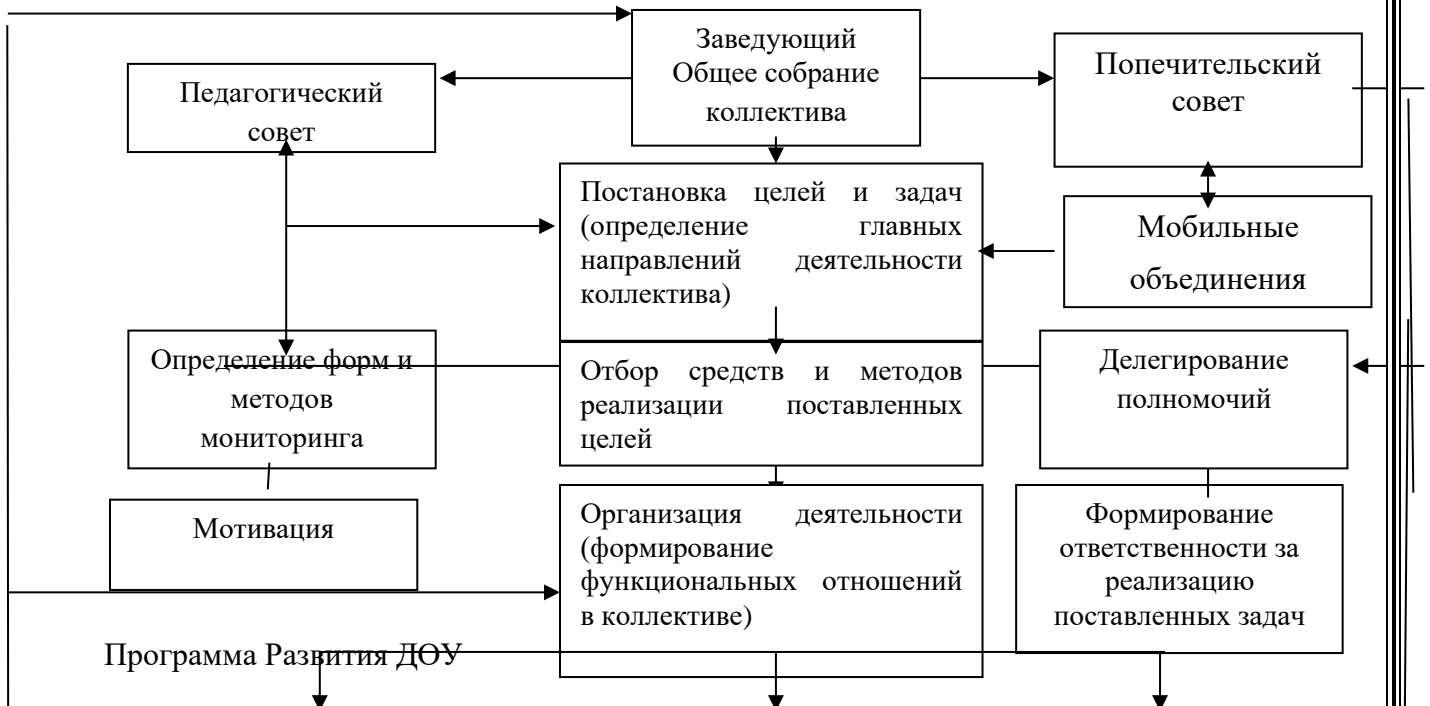 Заведующий
Общее собрание
коллектива
Педагогический
совет
Попечительский
совет
Постановка целей и задач
(определение главных
направлений деятельности
коллектива)
Мобильные
объединения
Определение форм и
методов
мониторинга
Отбор средств и методов
реализации поставленных
целей
Делегирование
полномочий
Мотивация
Организация деятельности
(формирование
функциональных отношений
в коллективе)
Формирование
ответственности за
реализацию
поставленных задач
Программа Развития ДОУ